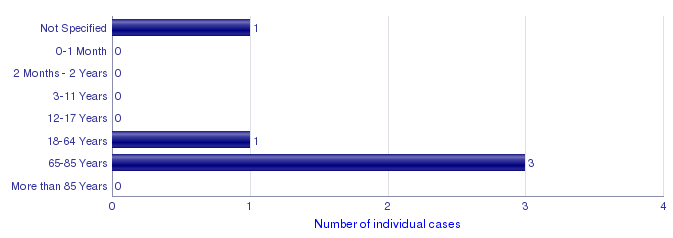 Not Specified 1
0-1 Month 0
2 Months - 2 Years 0
3-11 Years 0
12-17 Years 0
18-64 Years 1
65-85 Years 3
More than 85 Years 0
0 1 2 3 4
Number of individual cases